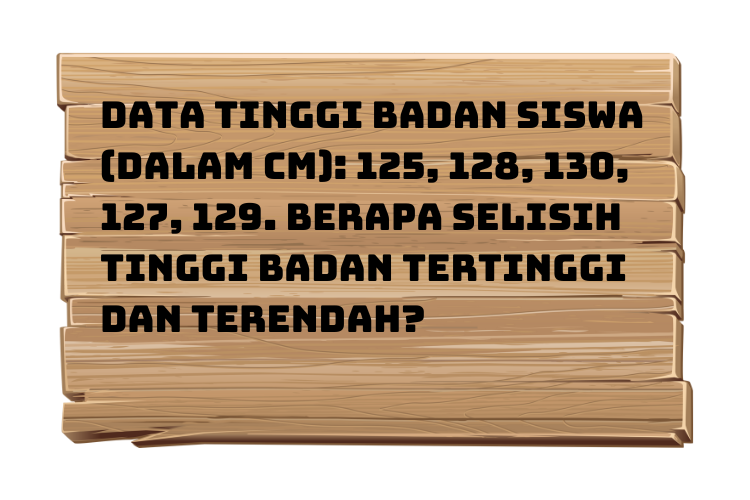 DATA TINGGI BADAN SISWA
(DALAM CM): 125, 128, 130,
127, 129. BERAPA SELISIH
TINGGI BADAN TERTINGGI
DAN TERENDAH?